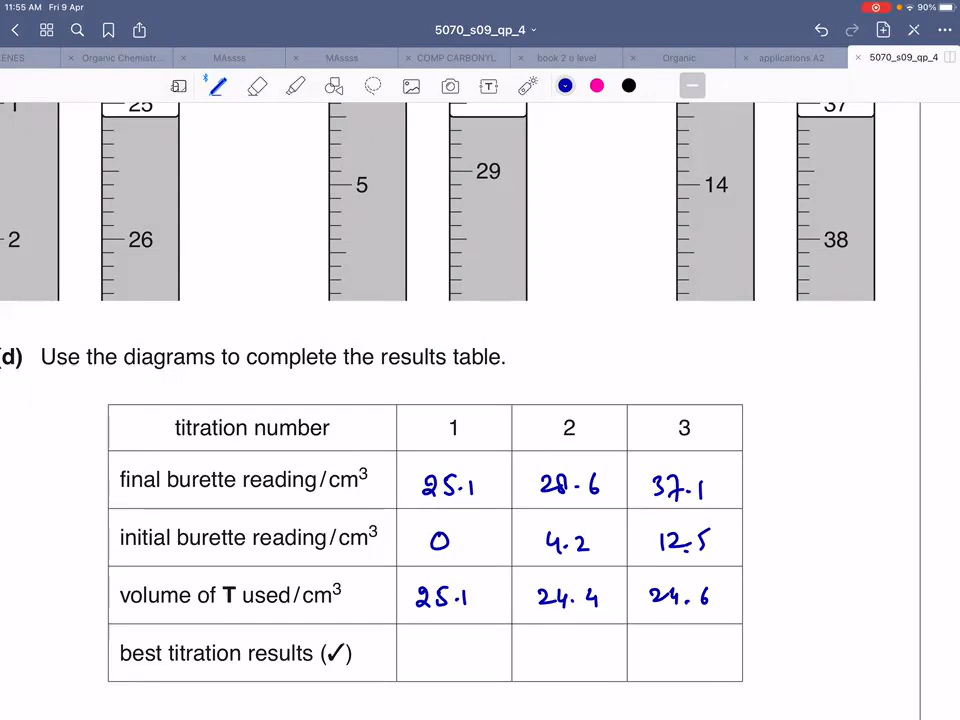 11:55 AM Fri 9 Apr
90%
5070_s09_qp_4
ENES
Organic Chemistr...
MAssss
MAssss
COMP CARBONYL
book 2 o level
Organic
applications A2
5070_s09_qp_4
T
1 25 37
5 29 14
2 26 38
(d) Use the diagrams to complete the results table.
titration number 1 2 3
final burette reading/cm³ 25.1 28.6 37.1
initial burette reading/cm³ 0 4.2 12.5
volume of T used/cm³ 25.1 24.4 24.6
best titration results (✓)